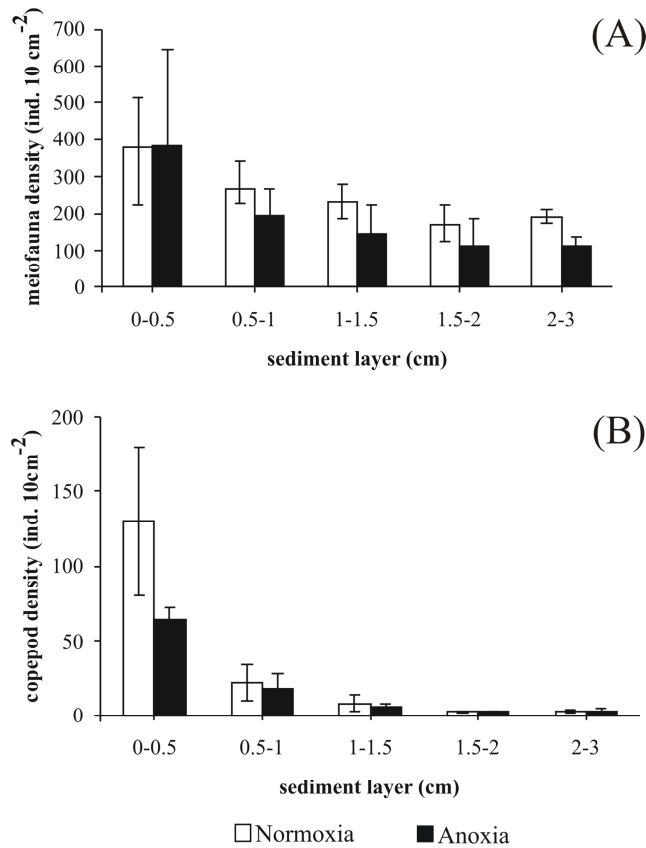 (A)
meiofauna density (ind. 10 cm-2)
700
600
500
400
300
200
100
0
0-0.5 0.5-1 1-1.5 1.5-2 2-3
sediment layer (cm)
(B)
copepod density (ind. 10cm-2)
200
150
100
50
0
0-0.5 0.5-1 1-1.5 1.5-2 2-3
sediment layer (cm)
Normoxia Anoxia